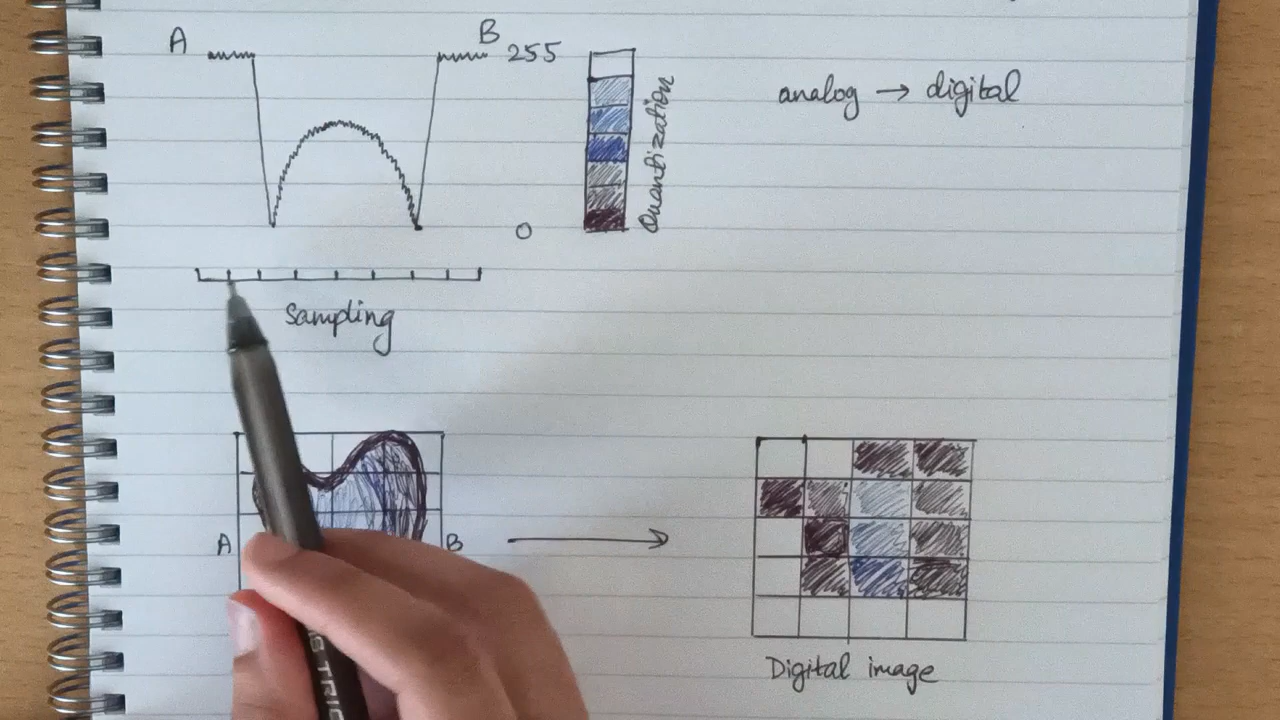 A
B
255
analog → digital
Quantization
0
Sampling
A
B
Digital image